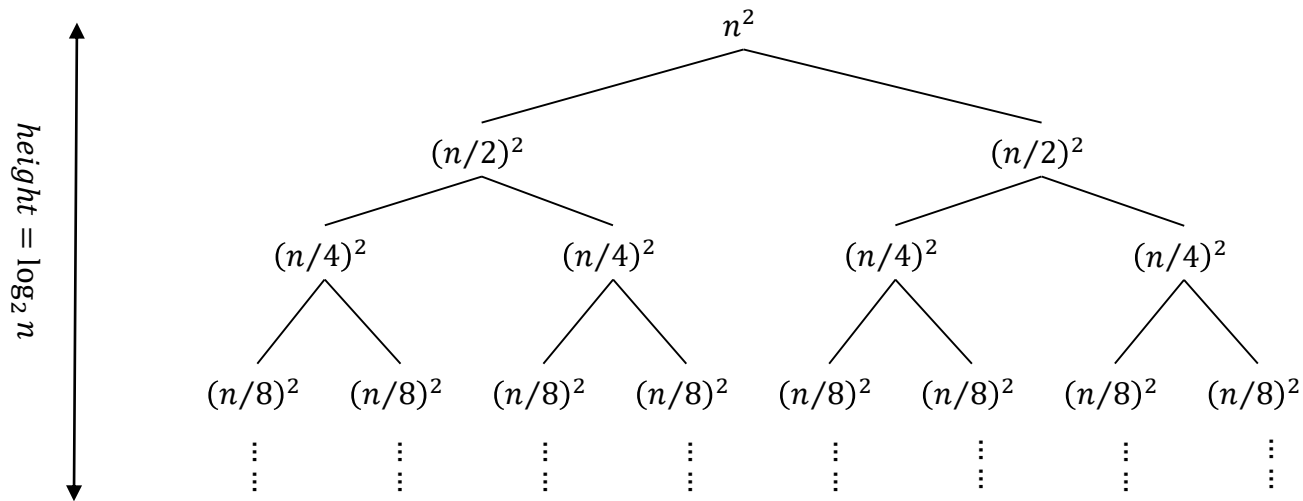 n²
height = log₂ n
(n/2)² (n/2)²
(n/4)² (n/4)² (n/4)² (n/4)²
(n/8)² (n/8)² (n/8)² (n/8)² (n/8)² (n/8)² (n/8)² (n/8)²